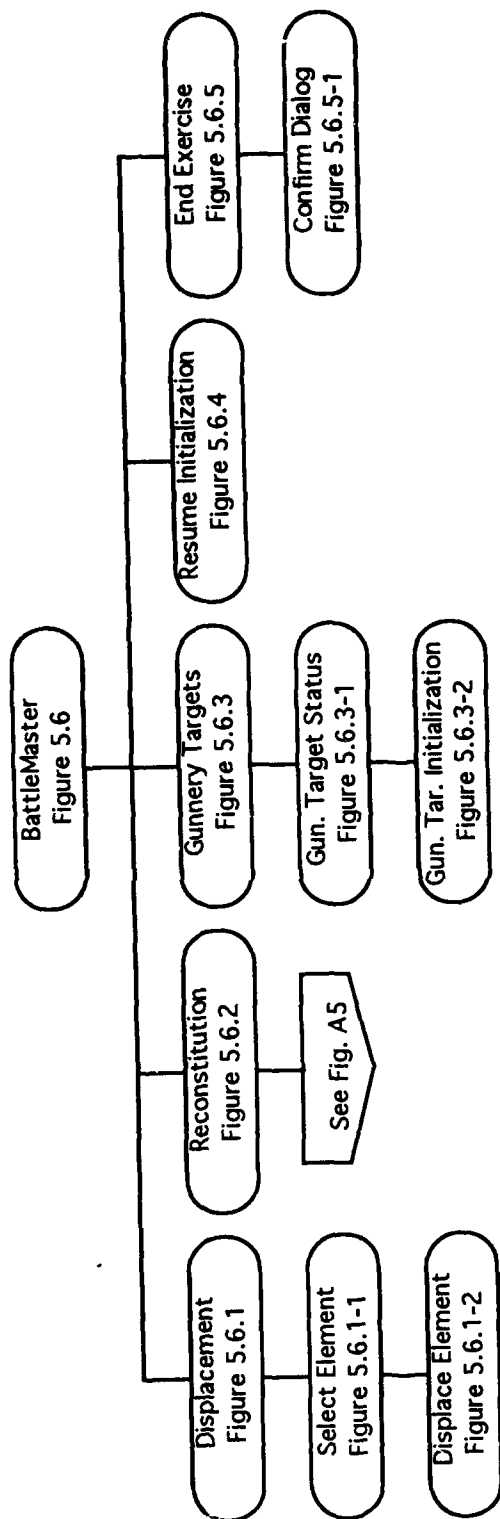 BattleMaster
Figure 5.6
Displacement
Figure 5.6.1
Select Element
Figure 5.6.1-1
Displace Element
Figure 5.6.1-2
Reconstitution
Figure 5.6.2
See Fig. A5
Gunnery Targets
Figure 5.6.3
Gun. Target Status
Figure 5.6.3-1
Gun. Tar. Initialization
Figure 5.6.3-2
Resume Initialization
Figure 5.6.4
End Exercise
Figure 5.6.5
Confirm Dialog
Figure 5.6.5-1